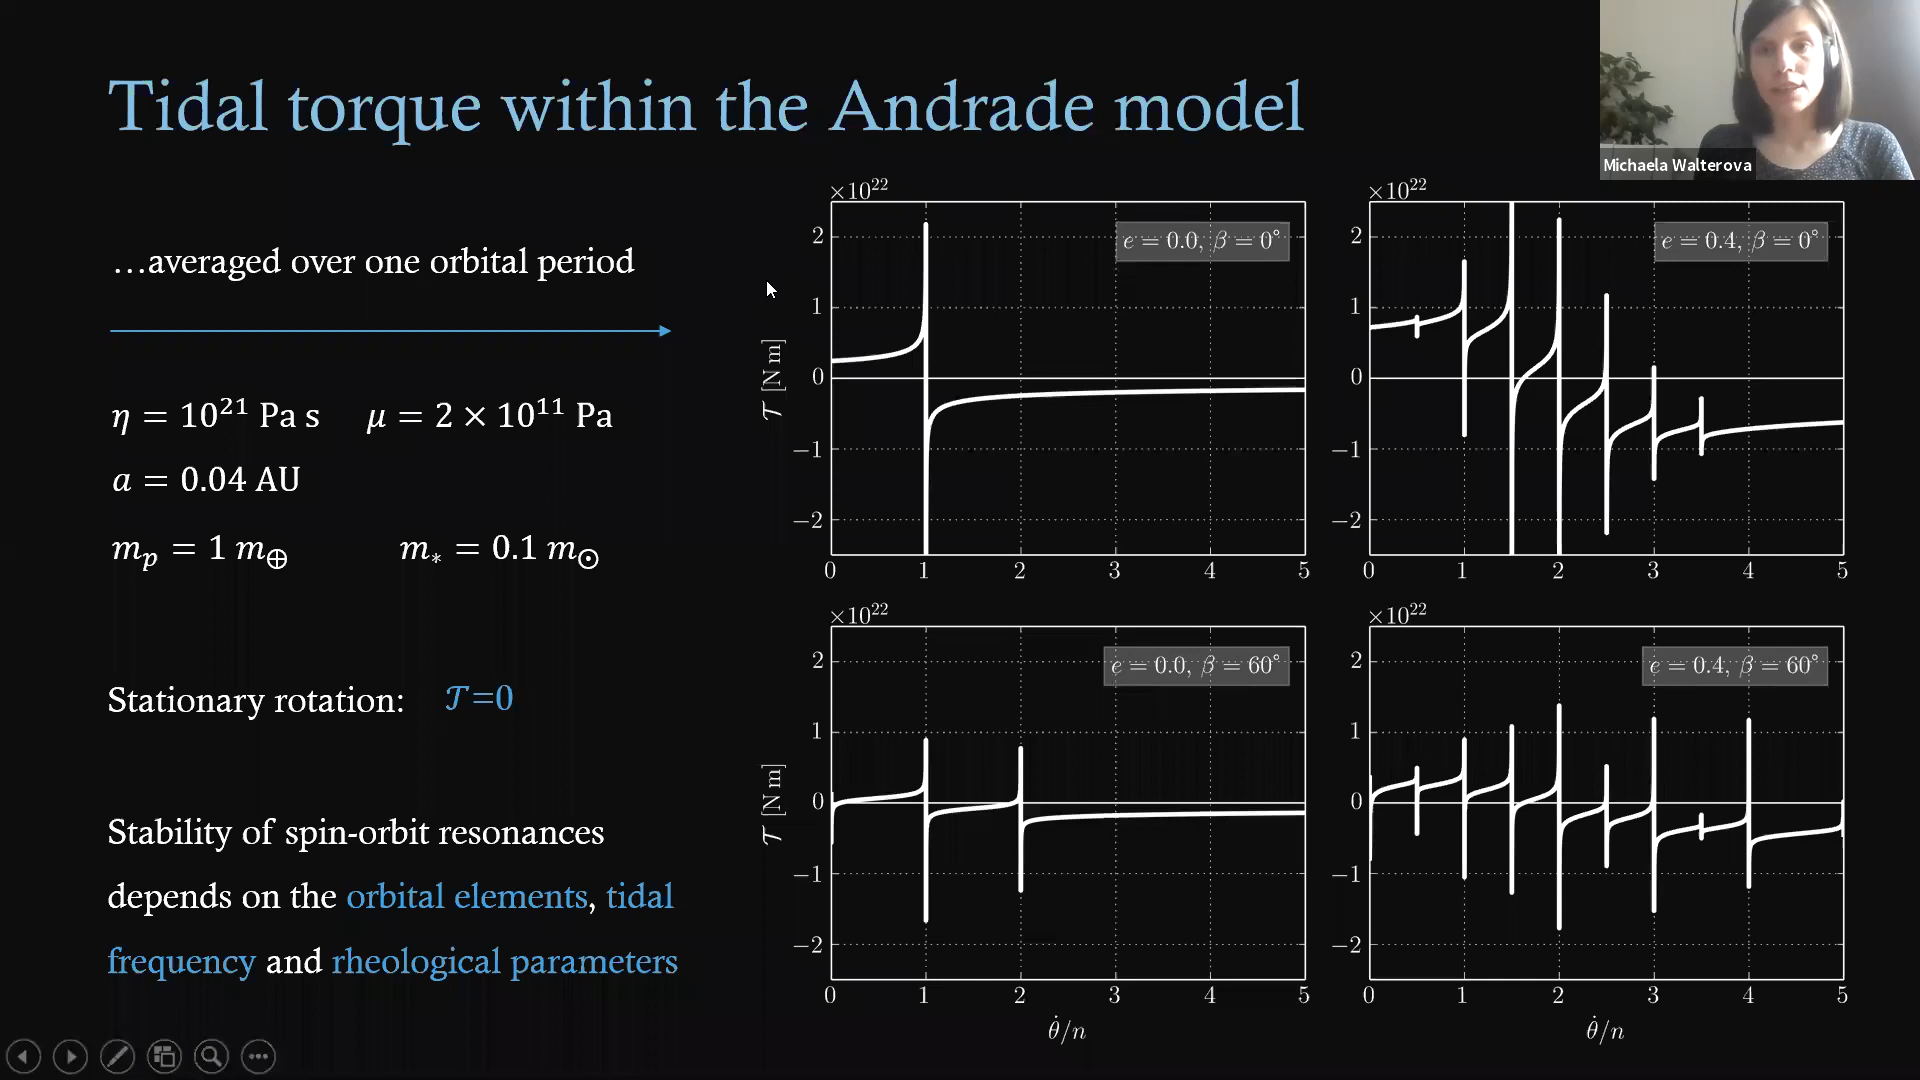 Tidal torque within the Andrade model
Michaela Walterova
…averaged over one orbital period
η = 10²¹ Pa s μ = 2 × 10¹¹ Pa
a = 0.04 AU
mₚ = 1 m⊕ m∗ = 0.1 m⊙
Stationary rotation: 𝒯=0
Stability of spin-orbit resonances
depends on the orbital elements, tidal
frequency and rheological parameters
×10²²
e = 0.0, β = 0°
2
1
0
−1
−2
𝒯 [N m]
0 1 2 3 4 5
×10²²
e = 0.4, β = 0°
2
1
0
−1
−2
0 1 2 3 4 5
×10²²
e = 0.0, β = 60°
2
1
0
−1
−2
𝒯 [N m]
0 1 2 3 4 5
θ̇/n
×10²²
e = 0.4, β = 60°
2
1
0
−1
−2
0 1 2 3 4 5
θ̇/n